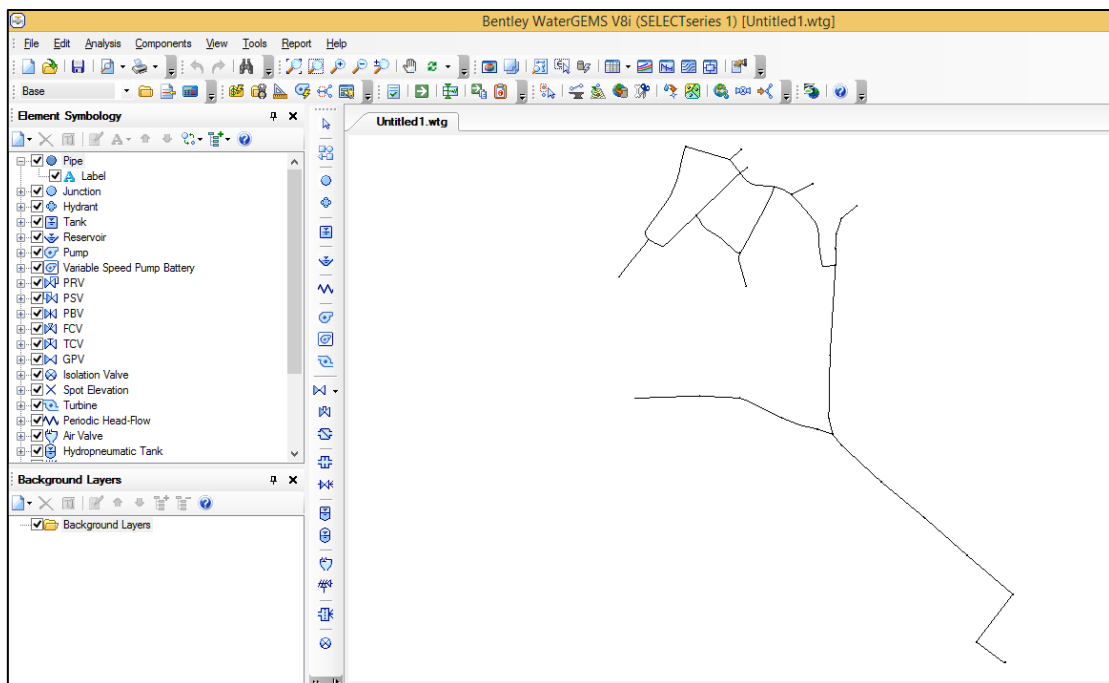 Bentley WaterGEMS V8i (SELECTseries 1) [Untitled1.wtg]
File Edit Analysis Components View Tools Report Help
Base
Element Symbology
Untitled1.wtg
Pipe
Label
Junction
Hydrant
Tank
Reservoir
Pump
Variable Speed Pump Battery
PRV
PSV
PBV
FCV
TCV
GPV
Isolation Valve
Spot Elevation
Turbine
Periodic Head-Flow
Air Valve
Hydropneumatic Tank
Background Layers
Background Layers